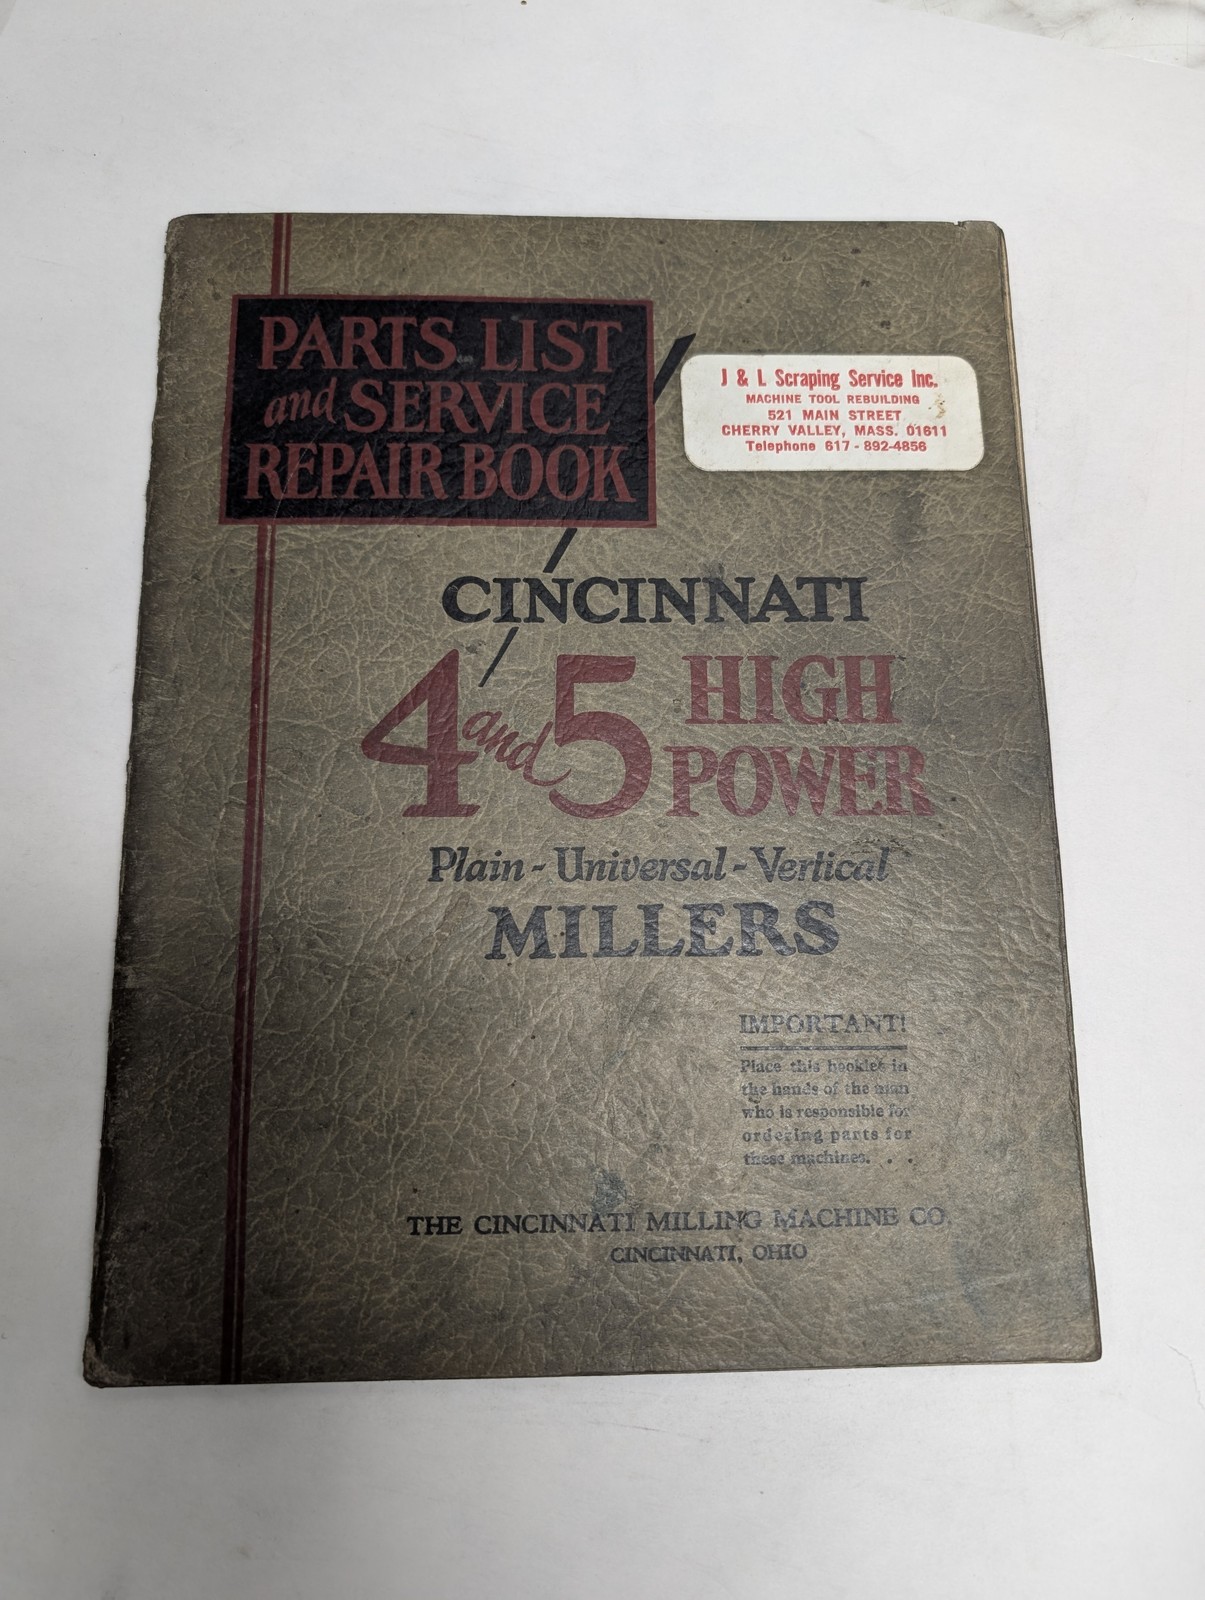 PARTS LIST
and SERVICE
REPAIR BOOK
J & L Scraping Service Inc.
MACHINE TOOL REBUILDING
521 MAIN STREET
CHERRY VALLEY, MASS. 01611
Telephone 617-892-4856
CINCINNATI
4 and 5 HIGH
POWER
Plain - Universal - Vertical
MILLERS
IMPORTANT!
Place this booklet in
the hands of the man
who is responsible for
ordering parts for
these machines. . .
THE CINCINNATI MILLING MACHINE CO.
CINCINNATI, OHIO